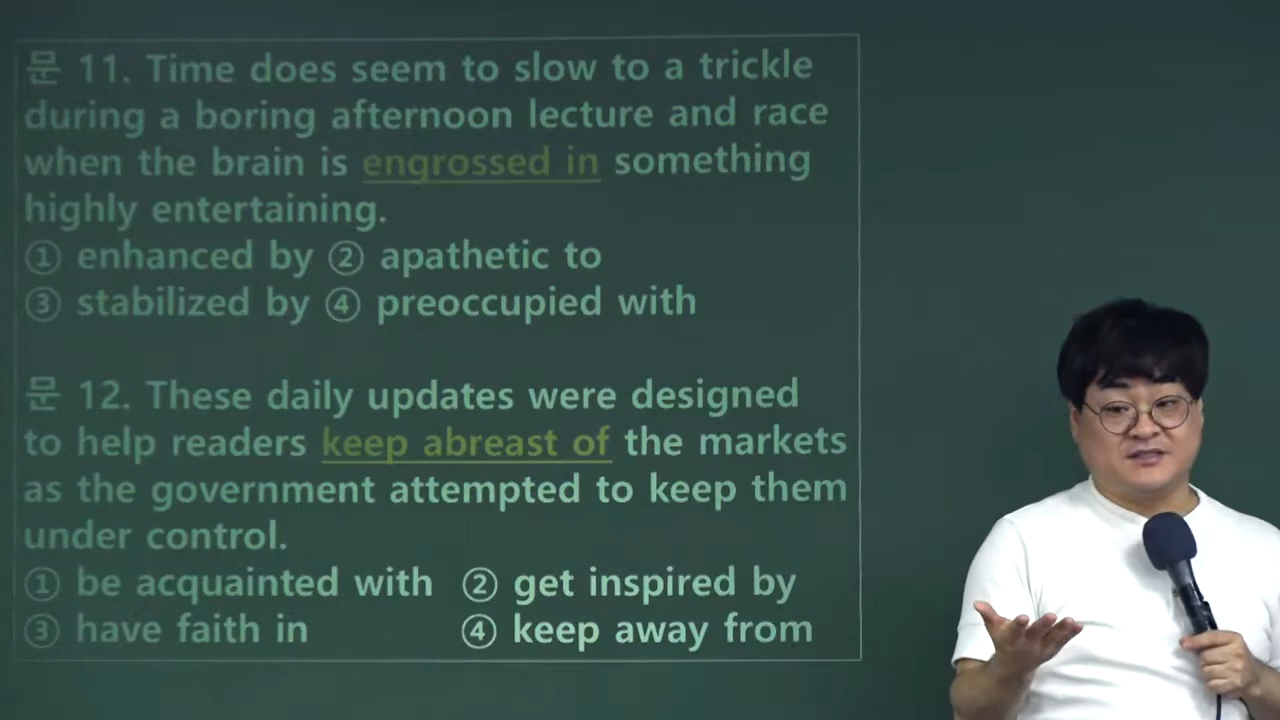 문 11. Time does seem to slow to a trickle
during a boring afternoon lecture and race
when the brain is engrossed in something
highly entertaining.
① enhanced by ② apathetic to
③ stabilized by ④ preoccupied with
문 12. These daily updates were designed
to help readers keep abreast of the markets
as the government attempted to keep them
under control.
① be acquainted with ② get inspired by
③ have faith in ④ keep away from